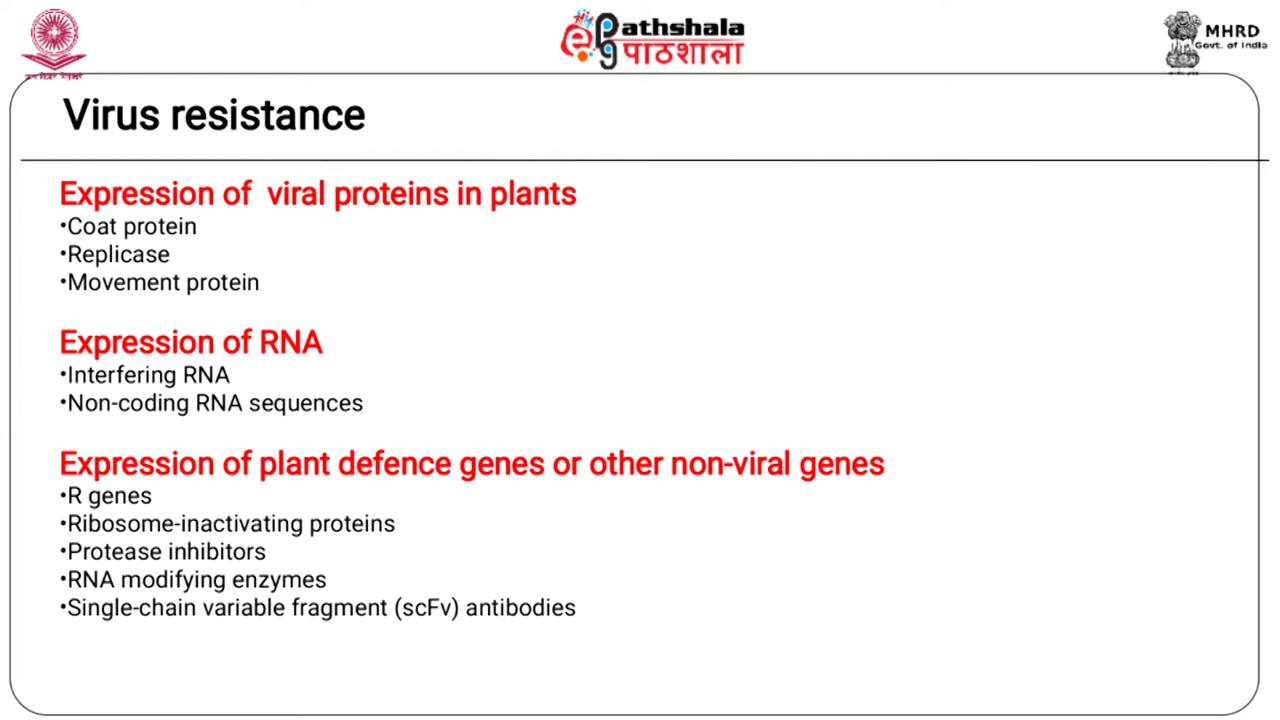 ePathshala
पाठशाला
MHRD
Govt. of India
Virus resistance
Expression of viral proteins in plants
•Coat protein
•Replicase
•Movement protein
Expression of RNA
•Interfering RNA
•Non-coding RNA sequences
Expression of plant defence genes or other non-viral genes
•R genes
•Ribosome-inactivating proteins
•Protease inhibitors
•RNA modifying enzymes
•Single-chain variable fragment (scFv) antibodies